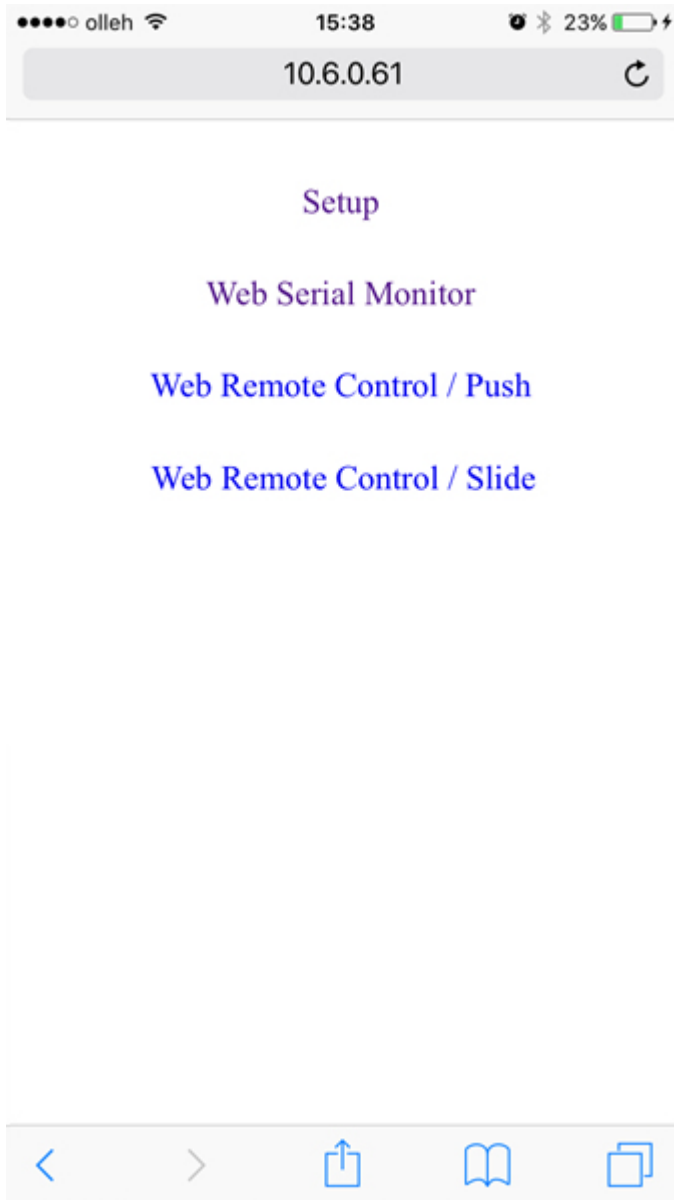 olleh 15:38 23%
10.6.0.61
Setup
Web Serial Monitor
Web Remote Control / Push
Web Remote Control / Slide